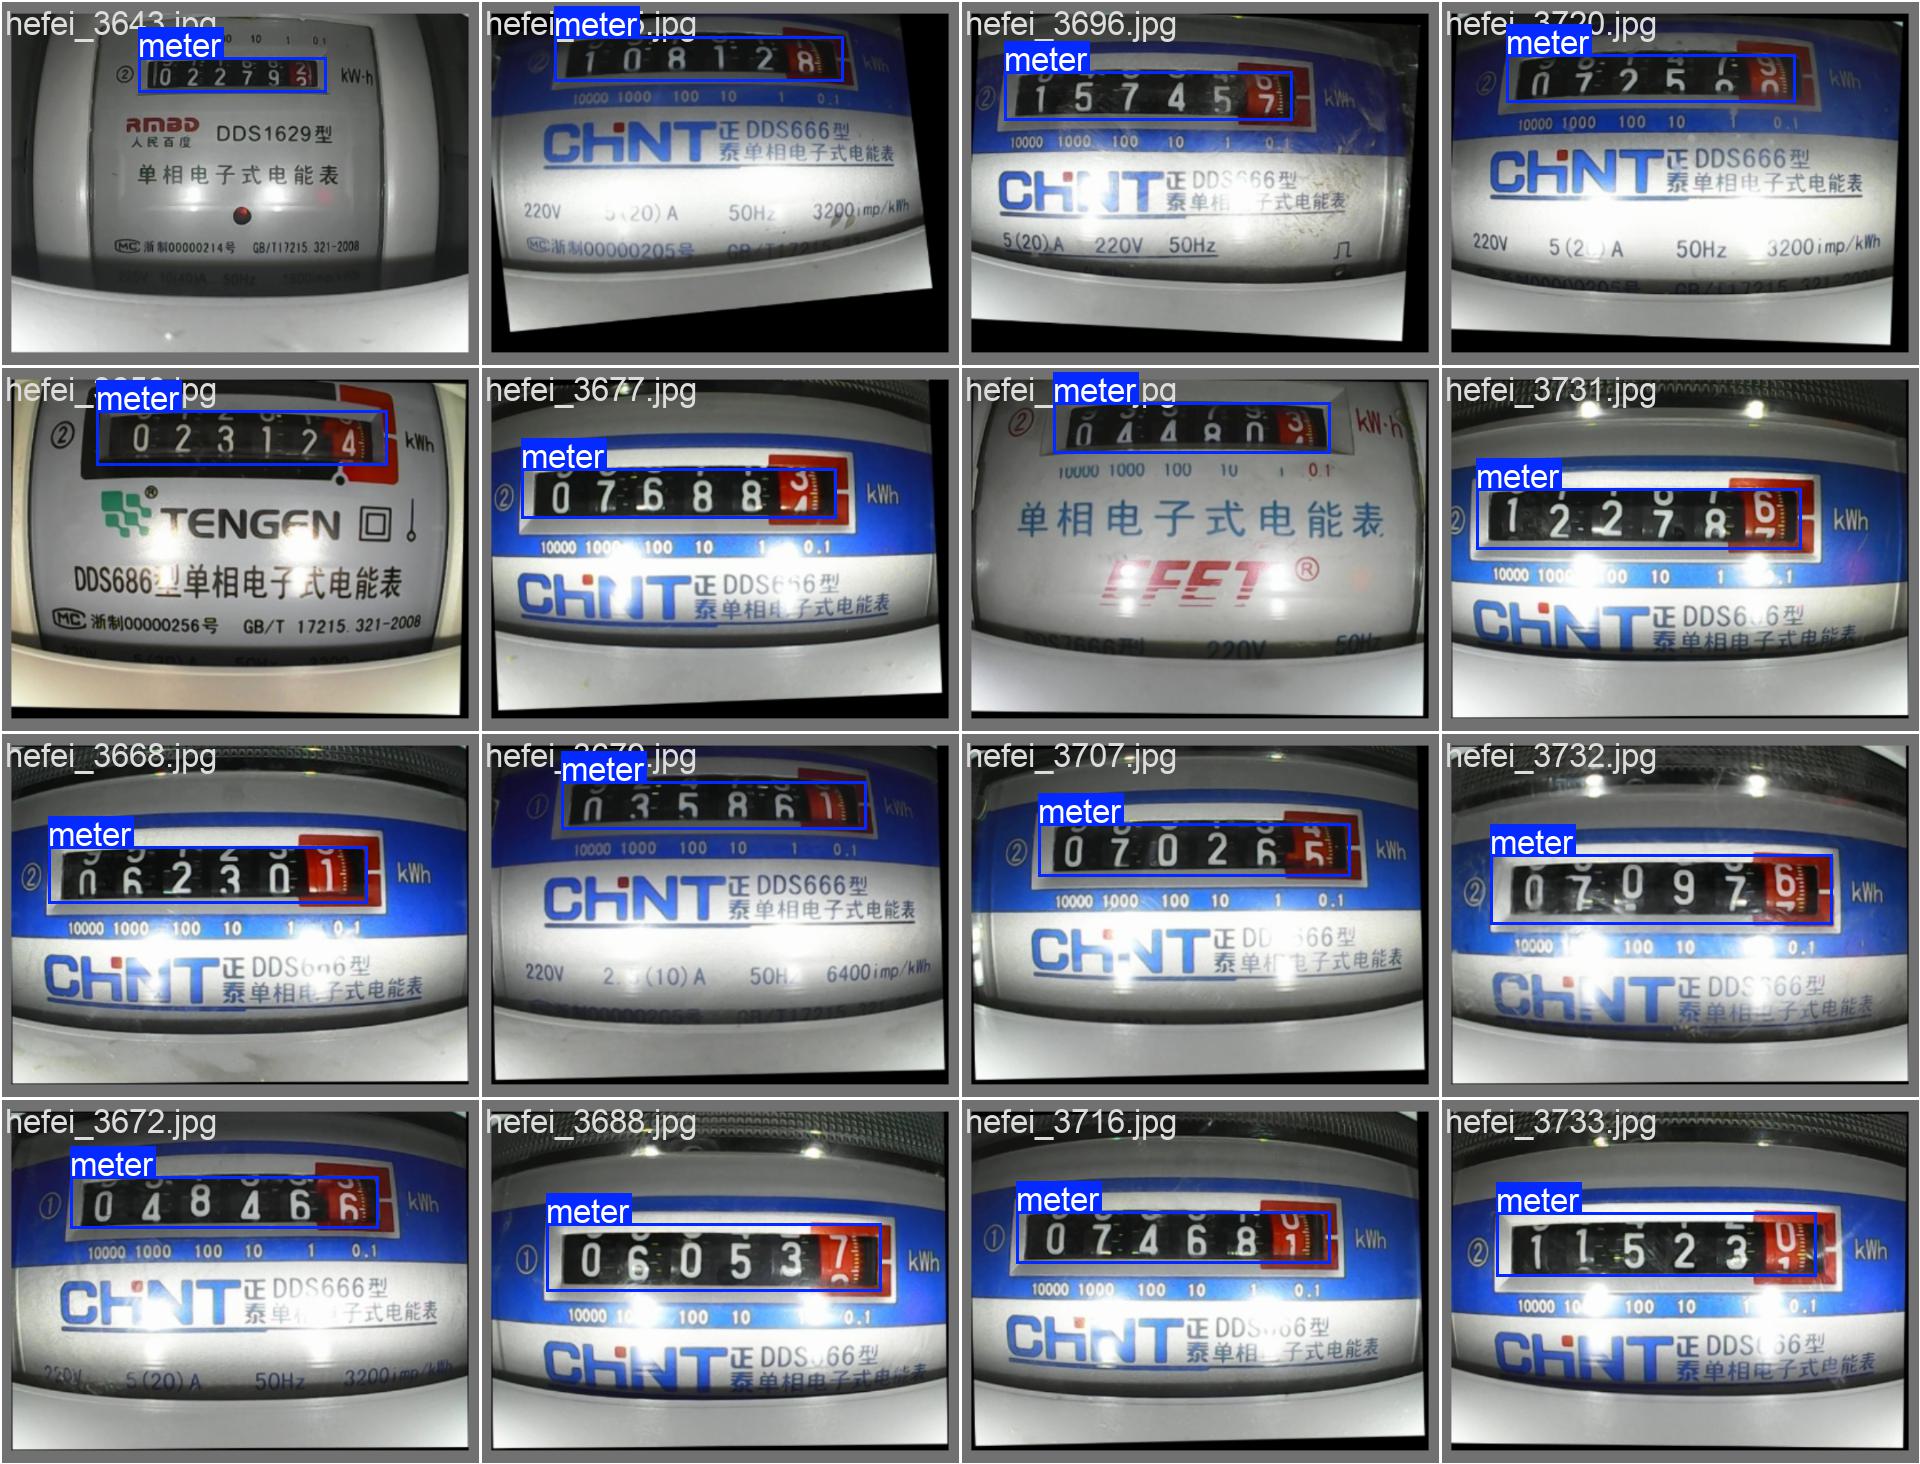 hefei_3643.jpg
meter
10 1 0.1
② 0 2 2 7 9 kW·h
RMBD DDS1629型
人民百度
单相电子式电能表
MC 浙制00000214号 GB/T17215.321-2008
meter
1 0 8 1 2 8 kWh
10000 1000 100 10 1 0.1
CHNT 正 DDS666型
泰 单相电子式电能表
220V 5(20)A 50Hz 3200imp/kWh
MC 浙制00000205号 GB/T17215
hefei_3696.jpg
meter
② 1 5 7 4 5 7 kWh
10000 1000 100 10 1 0.1
CHNT 正 DDS666型
泰 单相电子式电能表
5(20)A 220V 50Hz
hefei_3720.jpg
meter
② 0 7 2 5 kWh
10000 1000 100 10 1 0.1
CHNT 正 DDS666型
泰 单相电子式电能表
220V 5(20)A 50Hz 3200imp/kWh
meter
② 0 2 3 1 2 4 kWh
TENGEN®
DDS686型单相电子式电能表
MC 浙制00000256号 GB/T 17215.321-2008
hefei_3677.jpg
meter
② 0 7 6 8 8 3 kWh
10000 1000 100 10 1 0.1
CHNT 正 DDS666型
泰 单相电子式电能表
meter
② 0 4 4 8 0 3 kW·h
10000 1000 100 10 1 0.1
单相电子式电能表
®
DDS7666型 220V 50Hz
hefei_3731.jpg
meter
② 1 2 2 7 8 6 kWh
10000 1000 100 10 1 0.1
CHNT 正 DDS666型
泰 单相电子式电能表
hefei_3668.jpg
meter
② 0 6 2 3 0 1 kWh
10000 1000 100 10 1 0.1
CHNT 正 DDS666型
泰 单相电子式电能表
meter
① 0 3 5 8 6 1 kWh
10000 1000 100 10 1 0.1
CHNT 正 DDS666型
泰 单相电子式电能表
220V 2.5(10)A 50Hz 6400imp/kWh
hefei_3707.jpg
meter
② 0 7 0 2 6 5 kWh
10000 1000 100 10 1 0.1
CHNT 正 DDS666型
泰 单相电子式电能表
hefei_3732.jpg
meter
② 0 7 0 9 7 6 kWh
10000 100 10 0.1
CHNT 正 DDS666型
泰 单相电子式电能表
hefei_3672.jpg
meter
① 0 4 8 4 6 6 kWh
10000 1000 100 10 1 0.1
CHNT 正 DDS666型
泰 单相电子式电能表
220V 5(20)A 50Hz 3200imp/kWh
hefei_3688.jpg
meter
① 0 6 0 5 3 7 kWh
10000 1000 100 10 0.1
CHNT 正 DDS666型
泰 单相电子式电能表
hefei_3716.jpg
meter
① 0 7 4 6 8 1 kWh
10000 1000 100 10 1 0.1
CHNT 正 DDS666型
泰 单相电子式电能表
hefei_3733.jpg
meter
② 1 1 5 2 3 0 kWh
10000 1000 100 10 1 0.1
CHNT 正 DDS666型
泰 单相电子式电能表